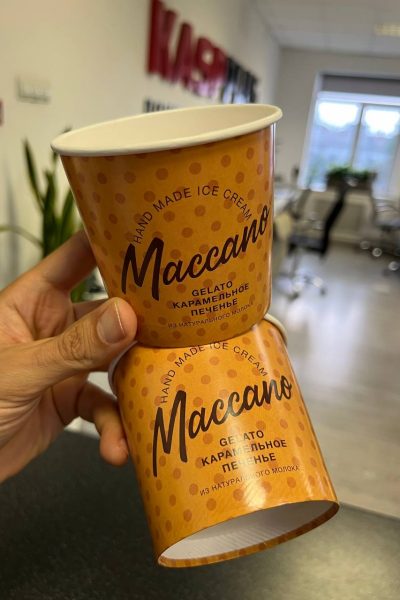 HAND MADE ICE CREAM
Maccano
GELATO
КАРАМЕЛЬНОЕ
ПЕЧЕНЬЕ
ИЗ НАТУРАЛЬНОГО МОЛОКА
HAND MADE ICE CREAM
Maccano
GELATO
КАРАМЕЛЬНОЕ
ПЕЧЕНЬЕ
ИЗ НАТУРАЛЬНОГО МОЛОКА